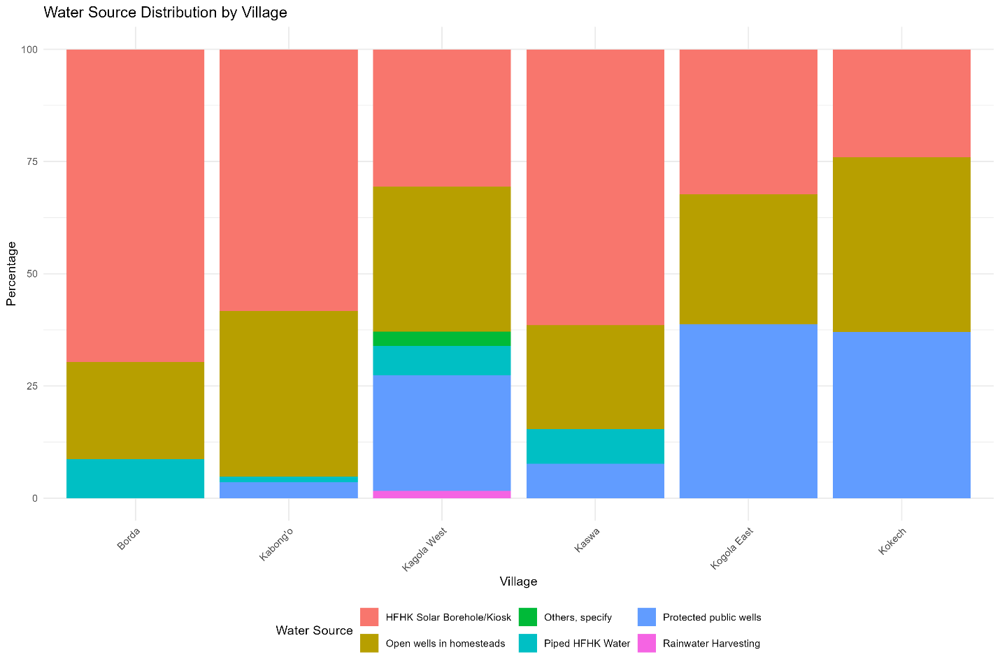 Water Source Distribution by Village
100
75
50
25
0
Percentage
Borda
Kabong'o
Kagola West
Kaswa
Kogola East
Kokech
Village
Water Source
HFHK Solar Borehole/Kiosk
Others, specify
Protected public wells
Open wells in homesteads
Piped HFHK Water
Rainwater Harvesting